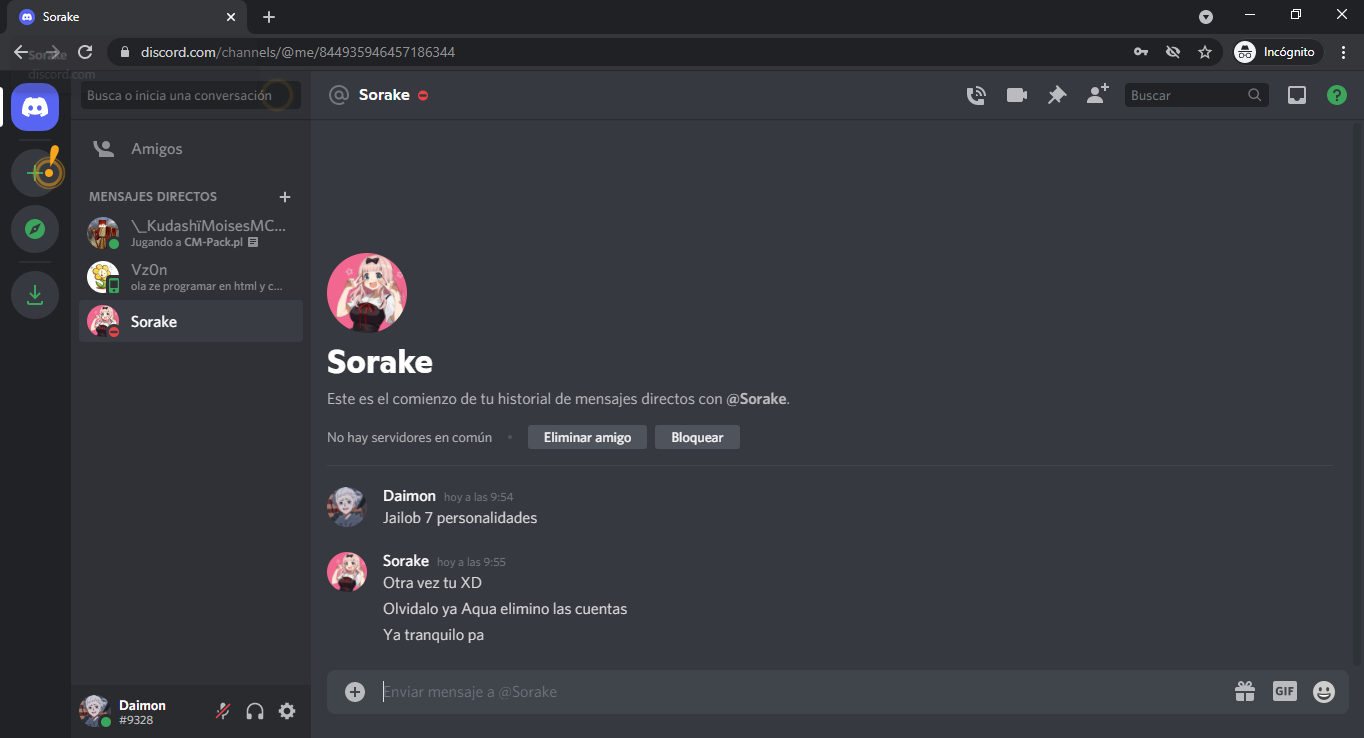 Sorake
discord.com/channels/@me/844935946457186344
Incógnito
Sorake
discord.com
Busca o inicia una conversación
Sorake
Buscar
Amigos
MENSAJES DIRECTOS
\_KudashïMoisesMC...
Jugando a CM-Pack.pl
Vz0n
ola ze programar en html y c...
Sorake
Sorake
Este es el comienzo de tu historial de mensajes directos con @Sorake.
No hay servidores en común
Eliminar amigo
Bloquear
Daimon hoy a las 9:54
Jailob 7 personalidades
Sorake hoy a las 9:55
Otra vez tu XD
Olvidalo ya Aqua elimino las cuentas
Ya tranquilo pa
Enviar mensaje a @Sorake
GIF
Daimon
#9328